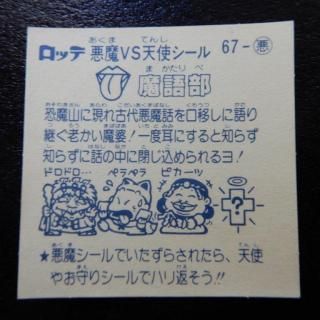 ロッテ 悪魔VS天使シール 67-悪
魔語部
恐魔山に現れ古代悪魔話を口移しに語り
継ぐ老かい魔婆!一度耳にすると知らず
知らずに話の中に閉じ込められるヨ!
ドロドロ… ペラペラ ピカーッ
?
★悪魔シールでいたずらされたら、天使
やお守りシールでハリ返そう!!